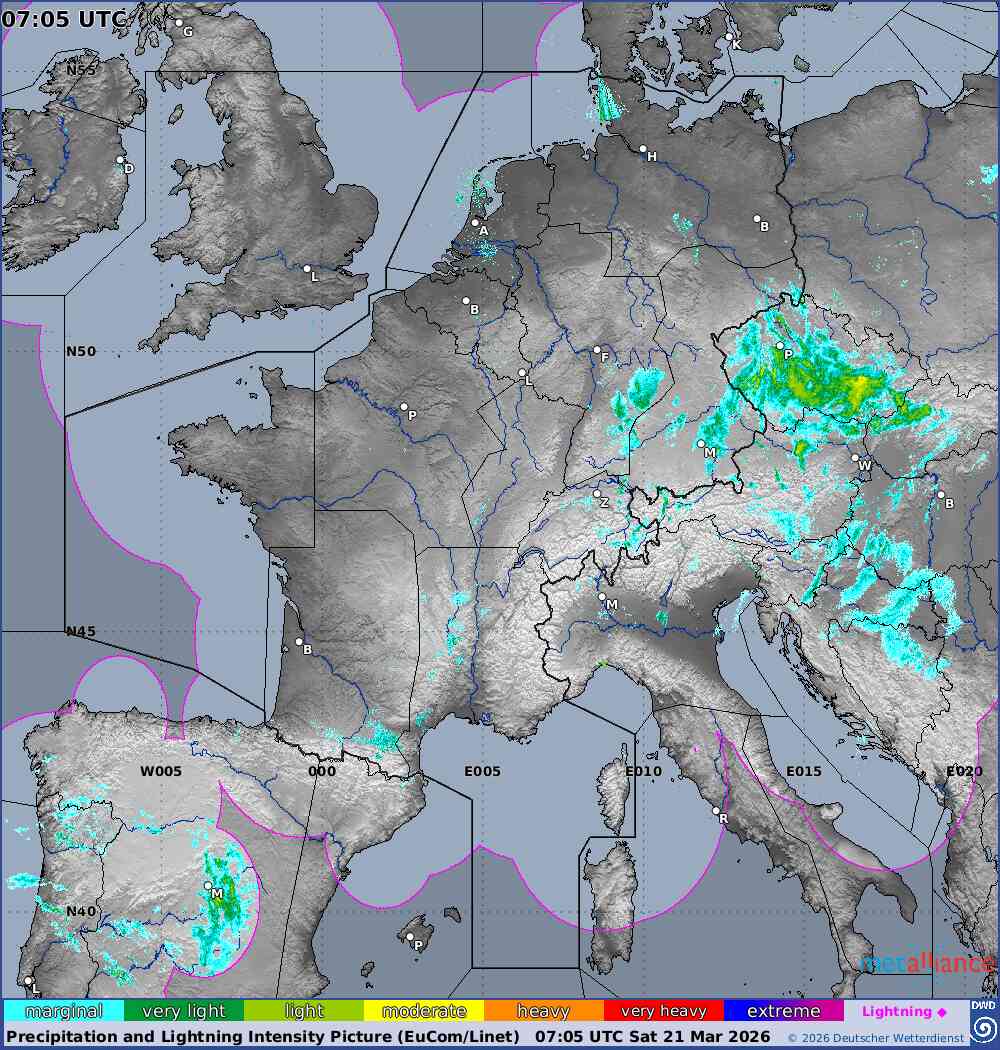 07:05 UTC
G
K
N55
D
H
A
B
L
B
N50
F
P
L
P
M
W
Z
B
M
N45
B
W005
000
E005
E010
E015
E020
R
M
N40
P
L
metalliance
marginal
very light
light
moderate
heavy
very heavy
extreme
Lightning ◆
DWD
Precipitation and Lightning Intensity Picture (EuCom/Linet) 07:05 UTC Sat 21 Mar 2026
© 2026 Deutscher Wetterdienst